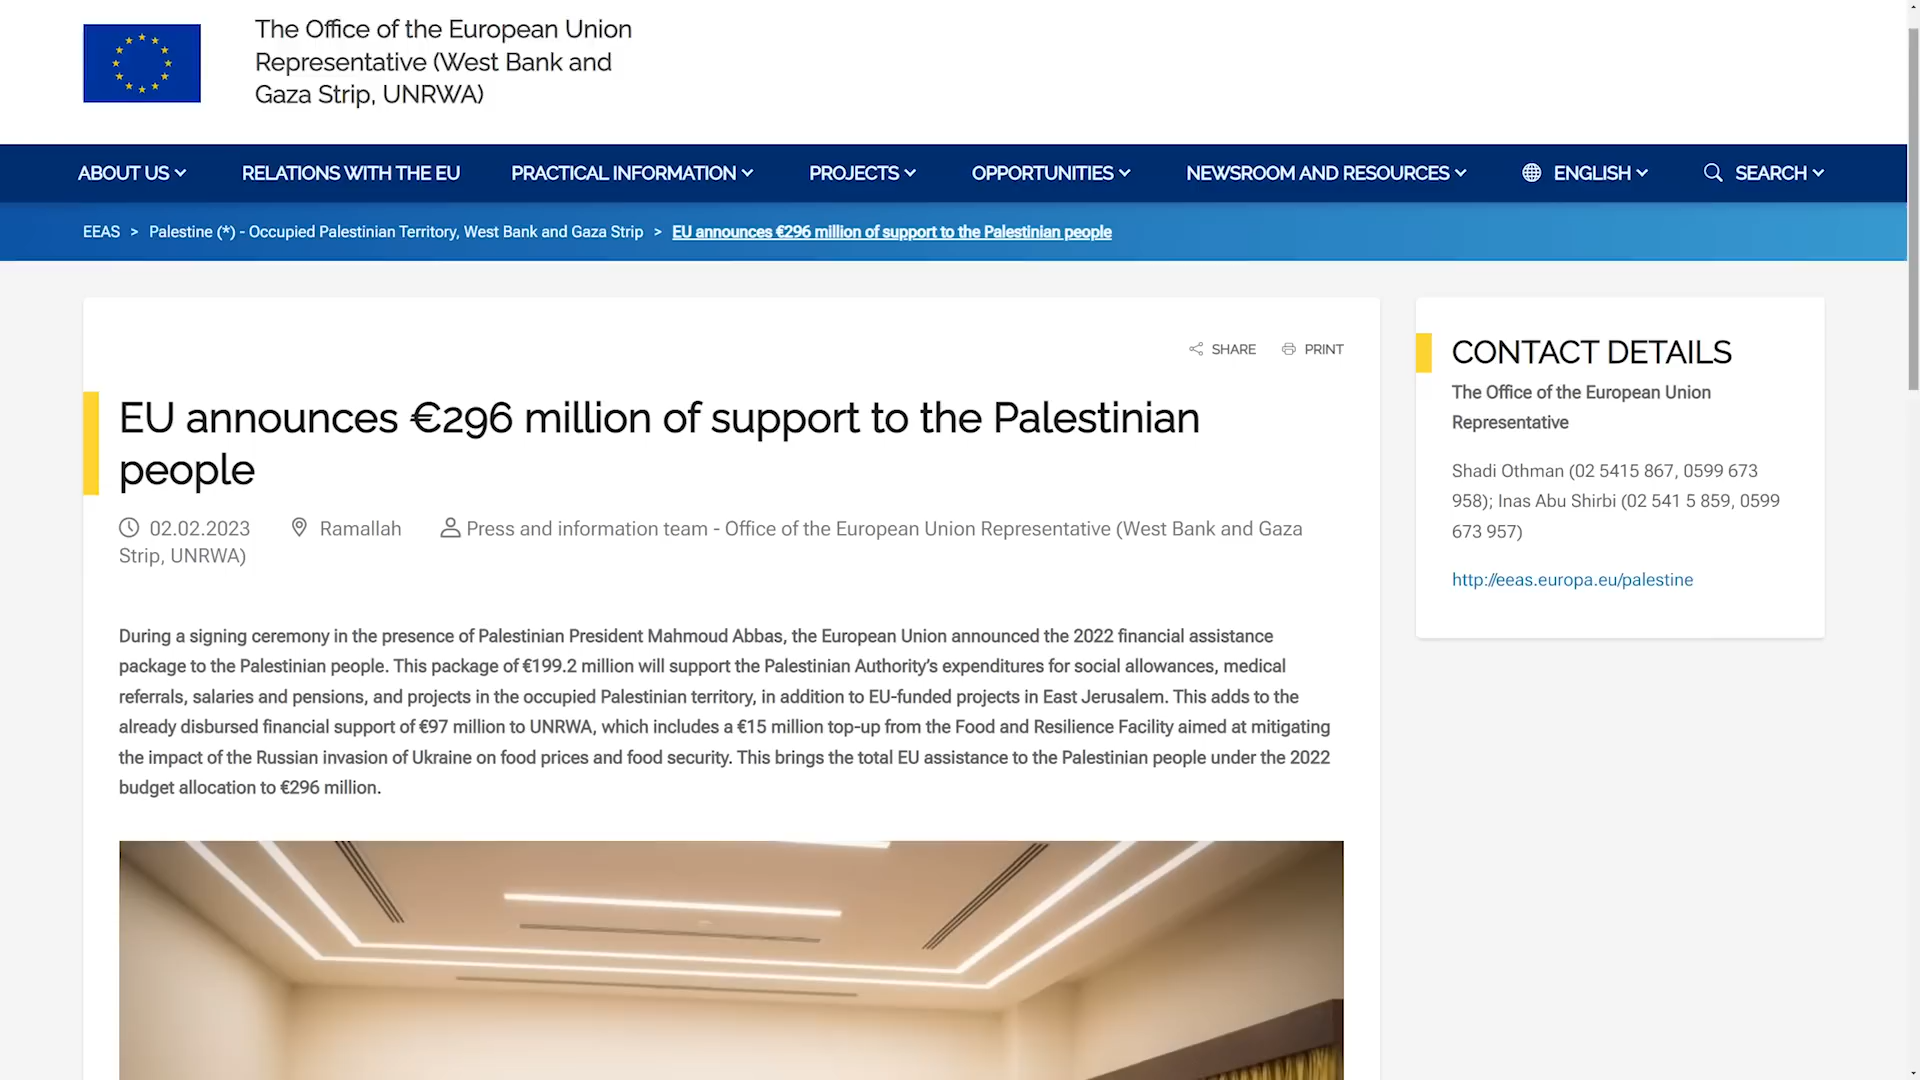 The Office of the European Union
Representative (West Bank and
Gaza Strip, UNRWA)
ABOUT US RELATIONS WITH THE EU PRACTICAL INFORMATION PROJECTS OPPORTUNITIES NEWSROOM AND RESOURCES ENGLISH SEARCH
EEAS > Palestine (*) - Occupied Palestinian Territory, West Bank and Gaza Strip > EU announces €296 million of support to the Palestinian people
SHARE PRINT
EU announces €296 million of support to the Palestinian
people
02.02.2023 Ramallah Press and information team - Office of the European Union Representative (West Bank and Gaza
Strip, UNRWA)
During a signing ceremony in the presence of Palestinian President Mahmoud Abbas, the European Union announced the 2022 financial assistance
package to the Palestinian people. This package of €199.2 million will support the Palestinian Authority's expenditures for social allowances, medical
referrals, salaries and pensions, and projects in the occupied Palestinian territory, in addition to EU-funded projects in East Jerusalem. This adds to the
already disbursed financial support of €97 million to UNRWA, which includes a €15 million top-up from the Food and Resilience Facility aimed at mitigating
the impact of the Russian invasion of Ukraine on food prices and food security. This brings the total EU assistance to the Palestinian people under the 2022
budget allocation to €296 million.
CONTACT DETAILS
The Office of the European Union
Representative
Shadi Othman (02 5415 867, 0599 673
958); Inas Abu Shirbi (02 541 5 859, 0599
673 957)
http://eeas.europa.eu/palestine